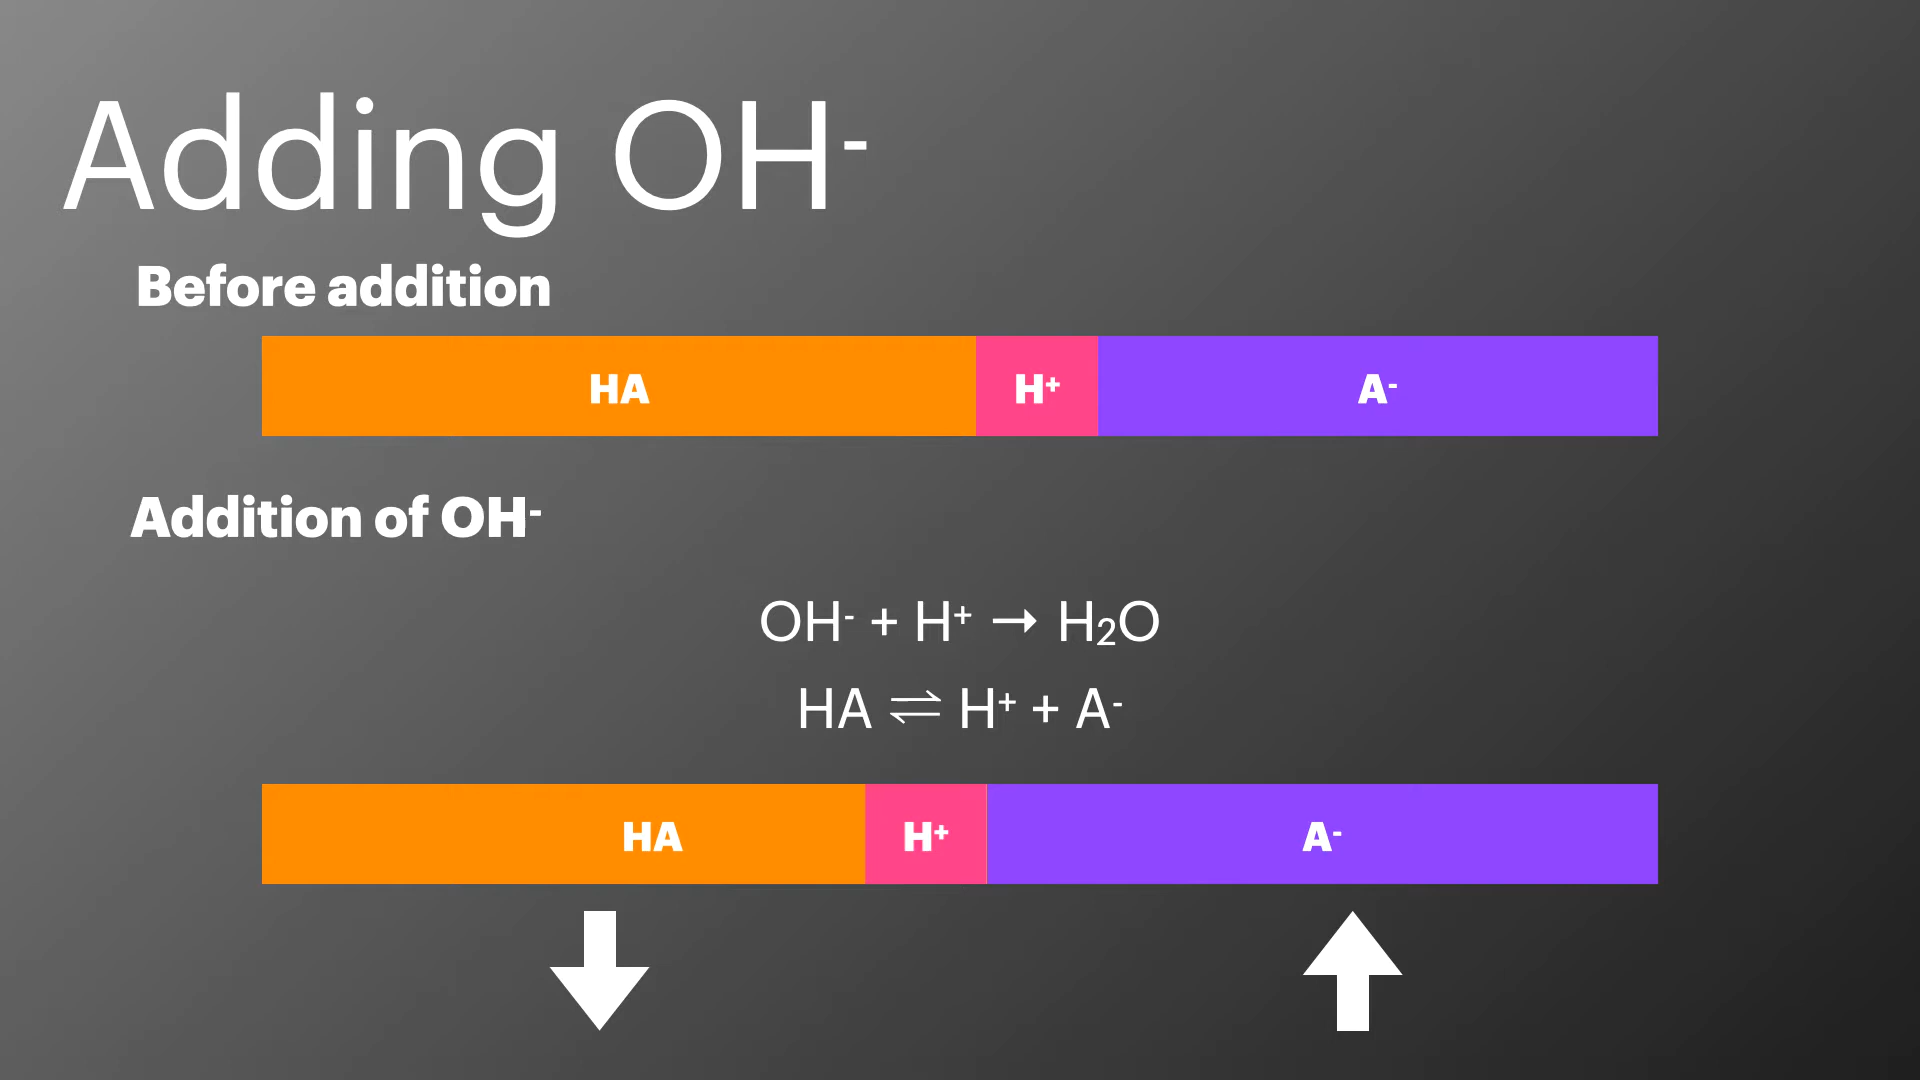 Adding OH⁻
Before addition
HA H⁺ A⁻
Addition of OH⁻
OH⁻ + H⁺ → H₂O
HA ⇌ H⁺ + A⁻
HA H⁺ A⁻